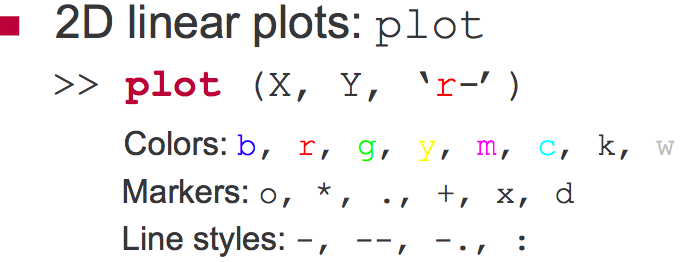 2D linear plots: plot
>> plot (X, Y, ‘r-’)
Colors: b, r, g, y, m, c, k, w
Markers: o, *, ., +, x, d
Line styles: -, --, -., :